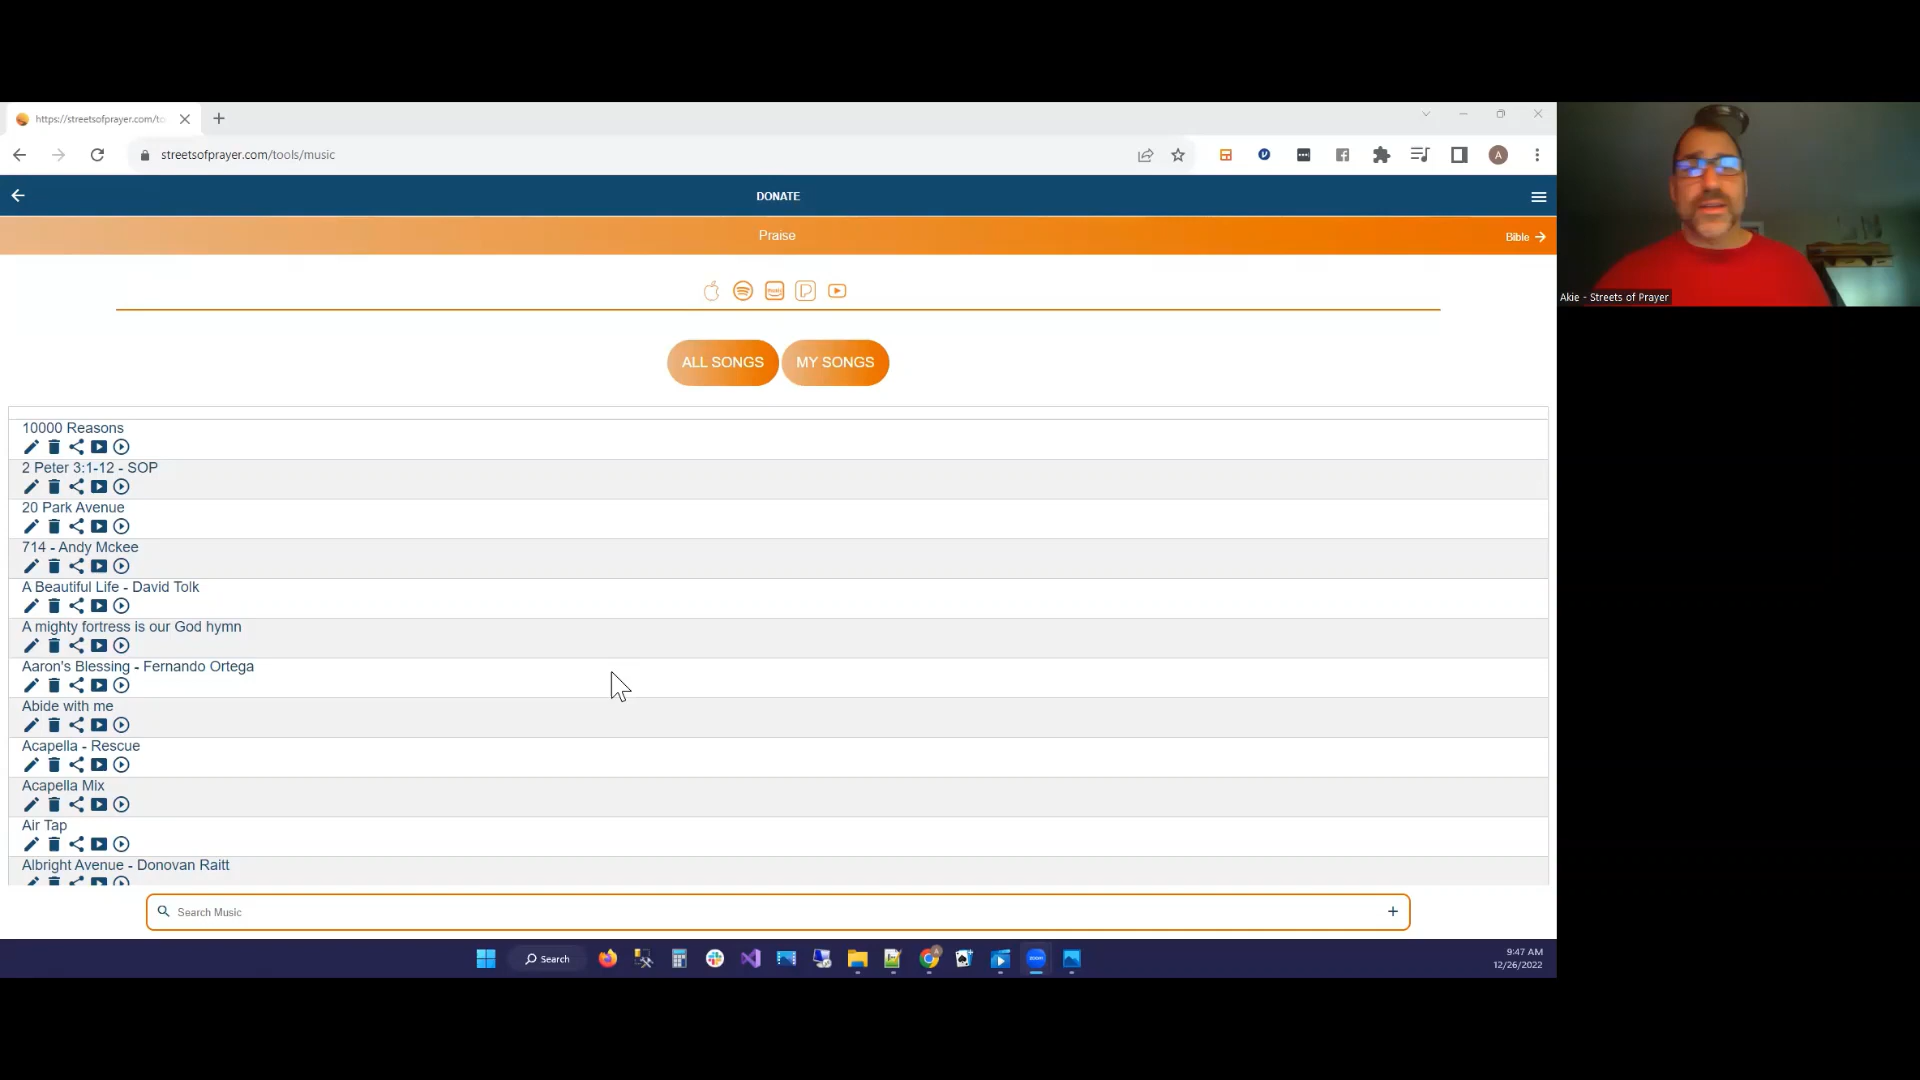 https://streetsofprayer.com/to
streetsofprayer.com/tools/music
A
DONATE
Praise
Bible
ALL SONGS
MY SONGS
10000 Reasons
2 Peter 3:1-12 - SOP
20 Park Avenue
714 - Andy Mckee
A Beautiful Life - David Tolk
A mighty fortress is our God hymn
Aaron's Blessing - Fernando Ortega
Abide with me
Acapella - Rescue
Acapella Mix
Air Tap
Albright Avenue - Donovan Raitt
Search Music
Search
zoom
9:47 AM
12/26/2022
Akie - Streets of Prayer